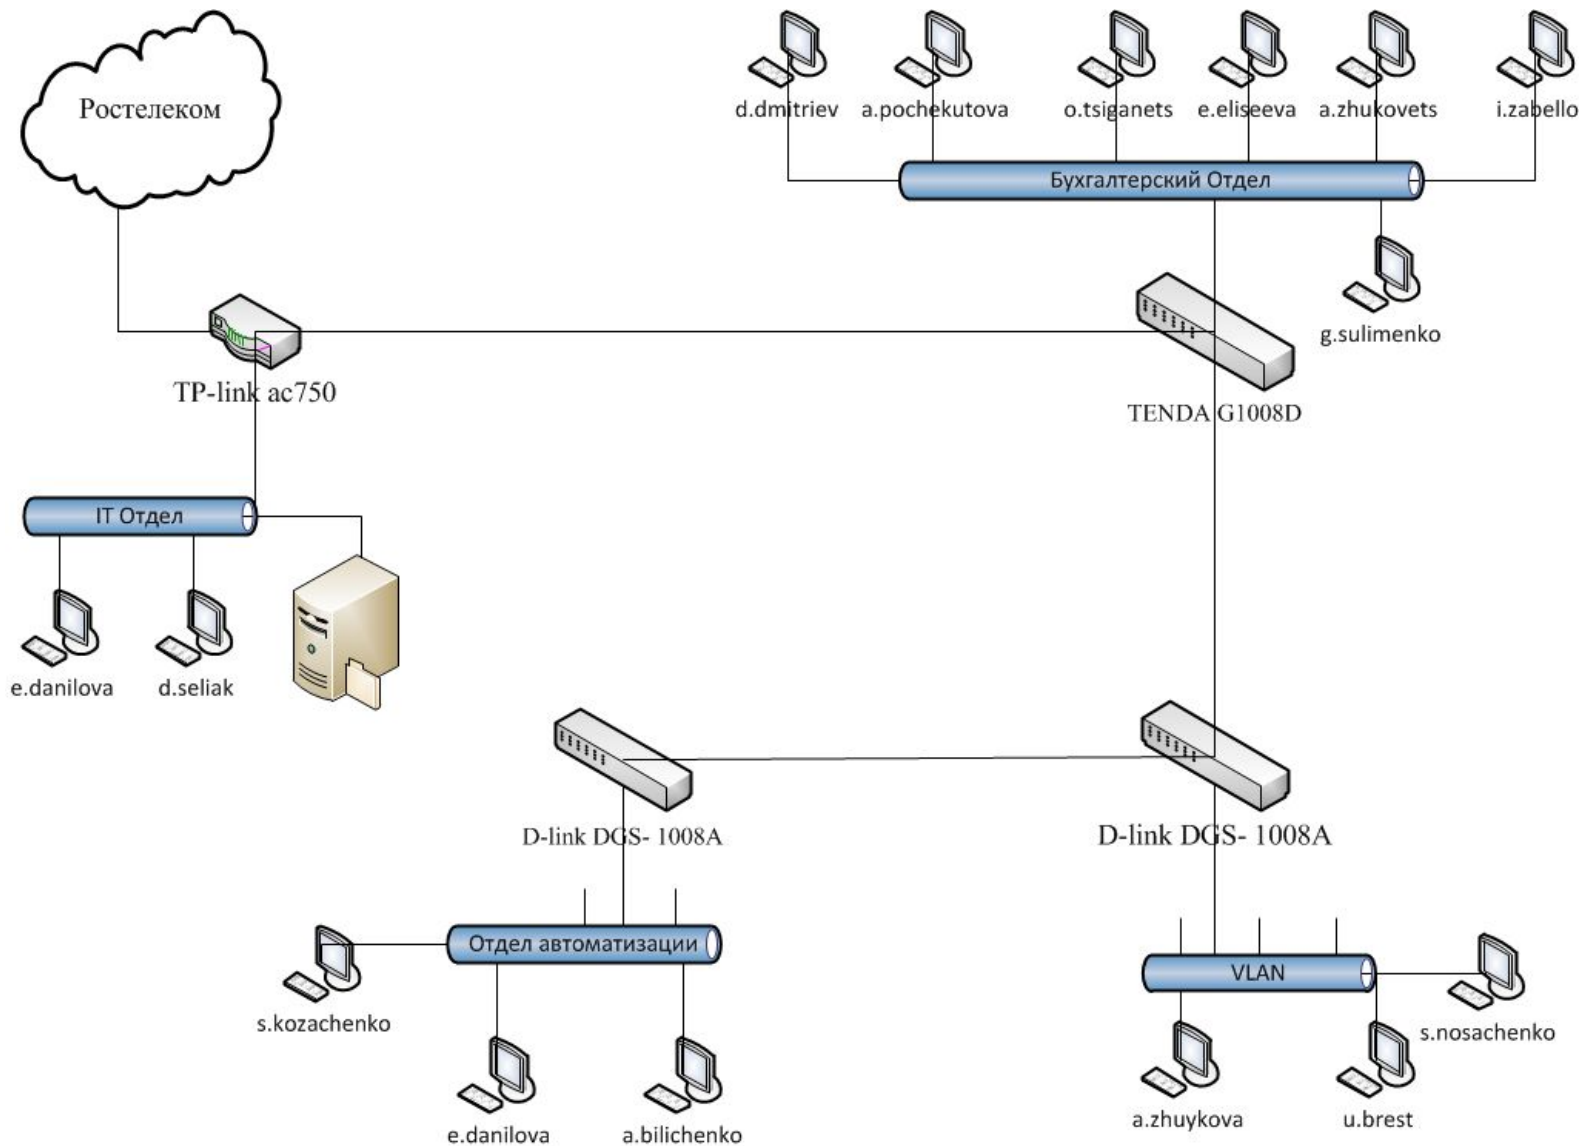 Ростелеком
d.dmitriev
a.pochekutova
o.tsiganets
e.eliseeva
a.zhukovets
i.zabello
Бухгалтерский Отдел
g.sulimenko
TP-link ac750
TENDA G1008D
IT Отдел
e.danilova
d.seliak
D-link DGS- 1008A
D-link DGS- 1008A
Отдел автоматизации
VLAN
s.kozachenko
s.nosachenko
e.danilova
a.bilichenko
a.zhuykova
u.brest